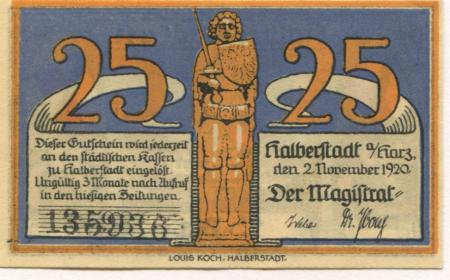 25 25
Dieser Gutschein wird jederzeit
an den städtischen Kassen
zu Halberstadt eingelöst.
Ungültig 3 Monate nach Aufruf
in den hiesigen Zeitungen.
135936
Halberstadt a/Harz,
den 2. November 1920.
Der Magistrat
LOUIS KOCH, HALBERSTADT.